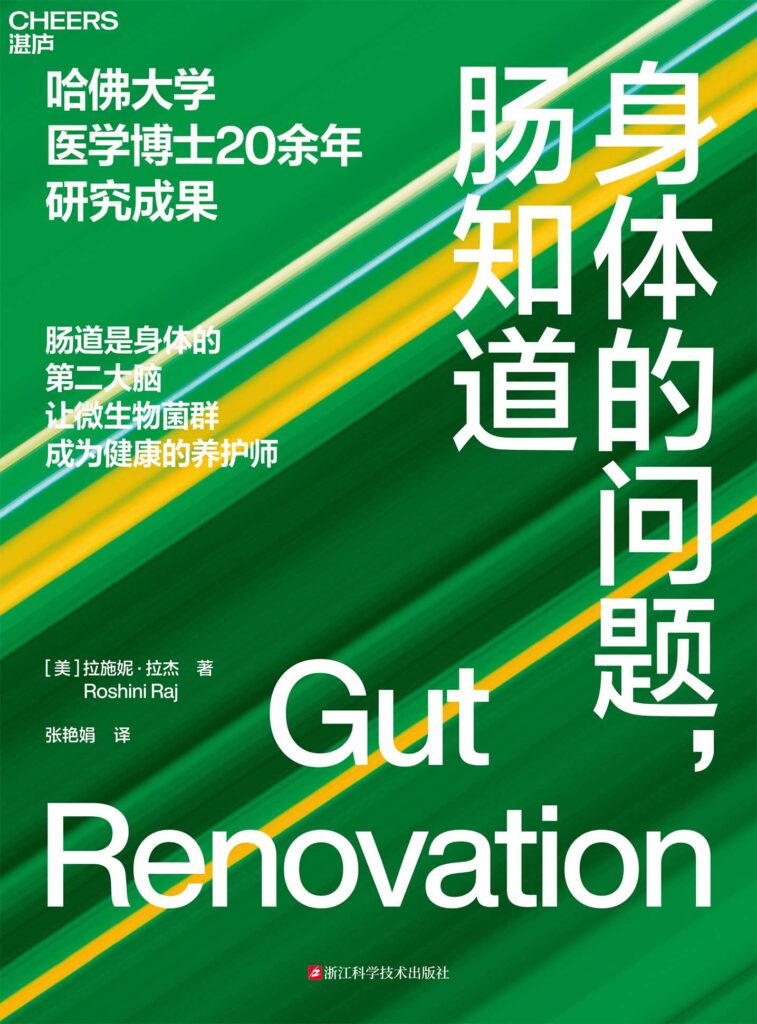 CHEERS
湛庐
哈佛大学
医学博士20余年
研究成果
身体的问题，
肠知道
肠道是身体的
第二大脑
让微生物菌群
成为健康的养护师
[美]拉施妮·拉杰 著
Roshini Raj
张艳娟 译
Gut
Renovation
浙江科学技术出版社